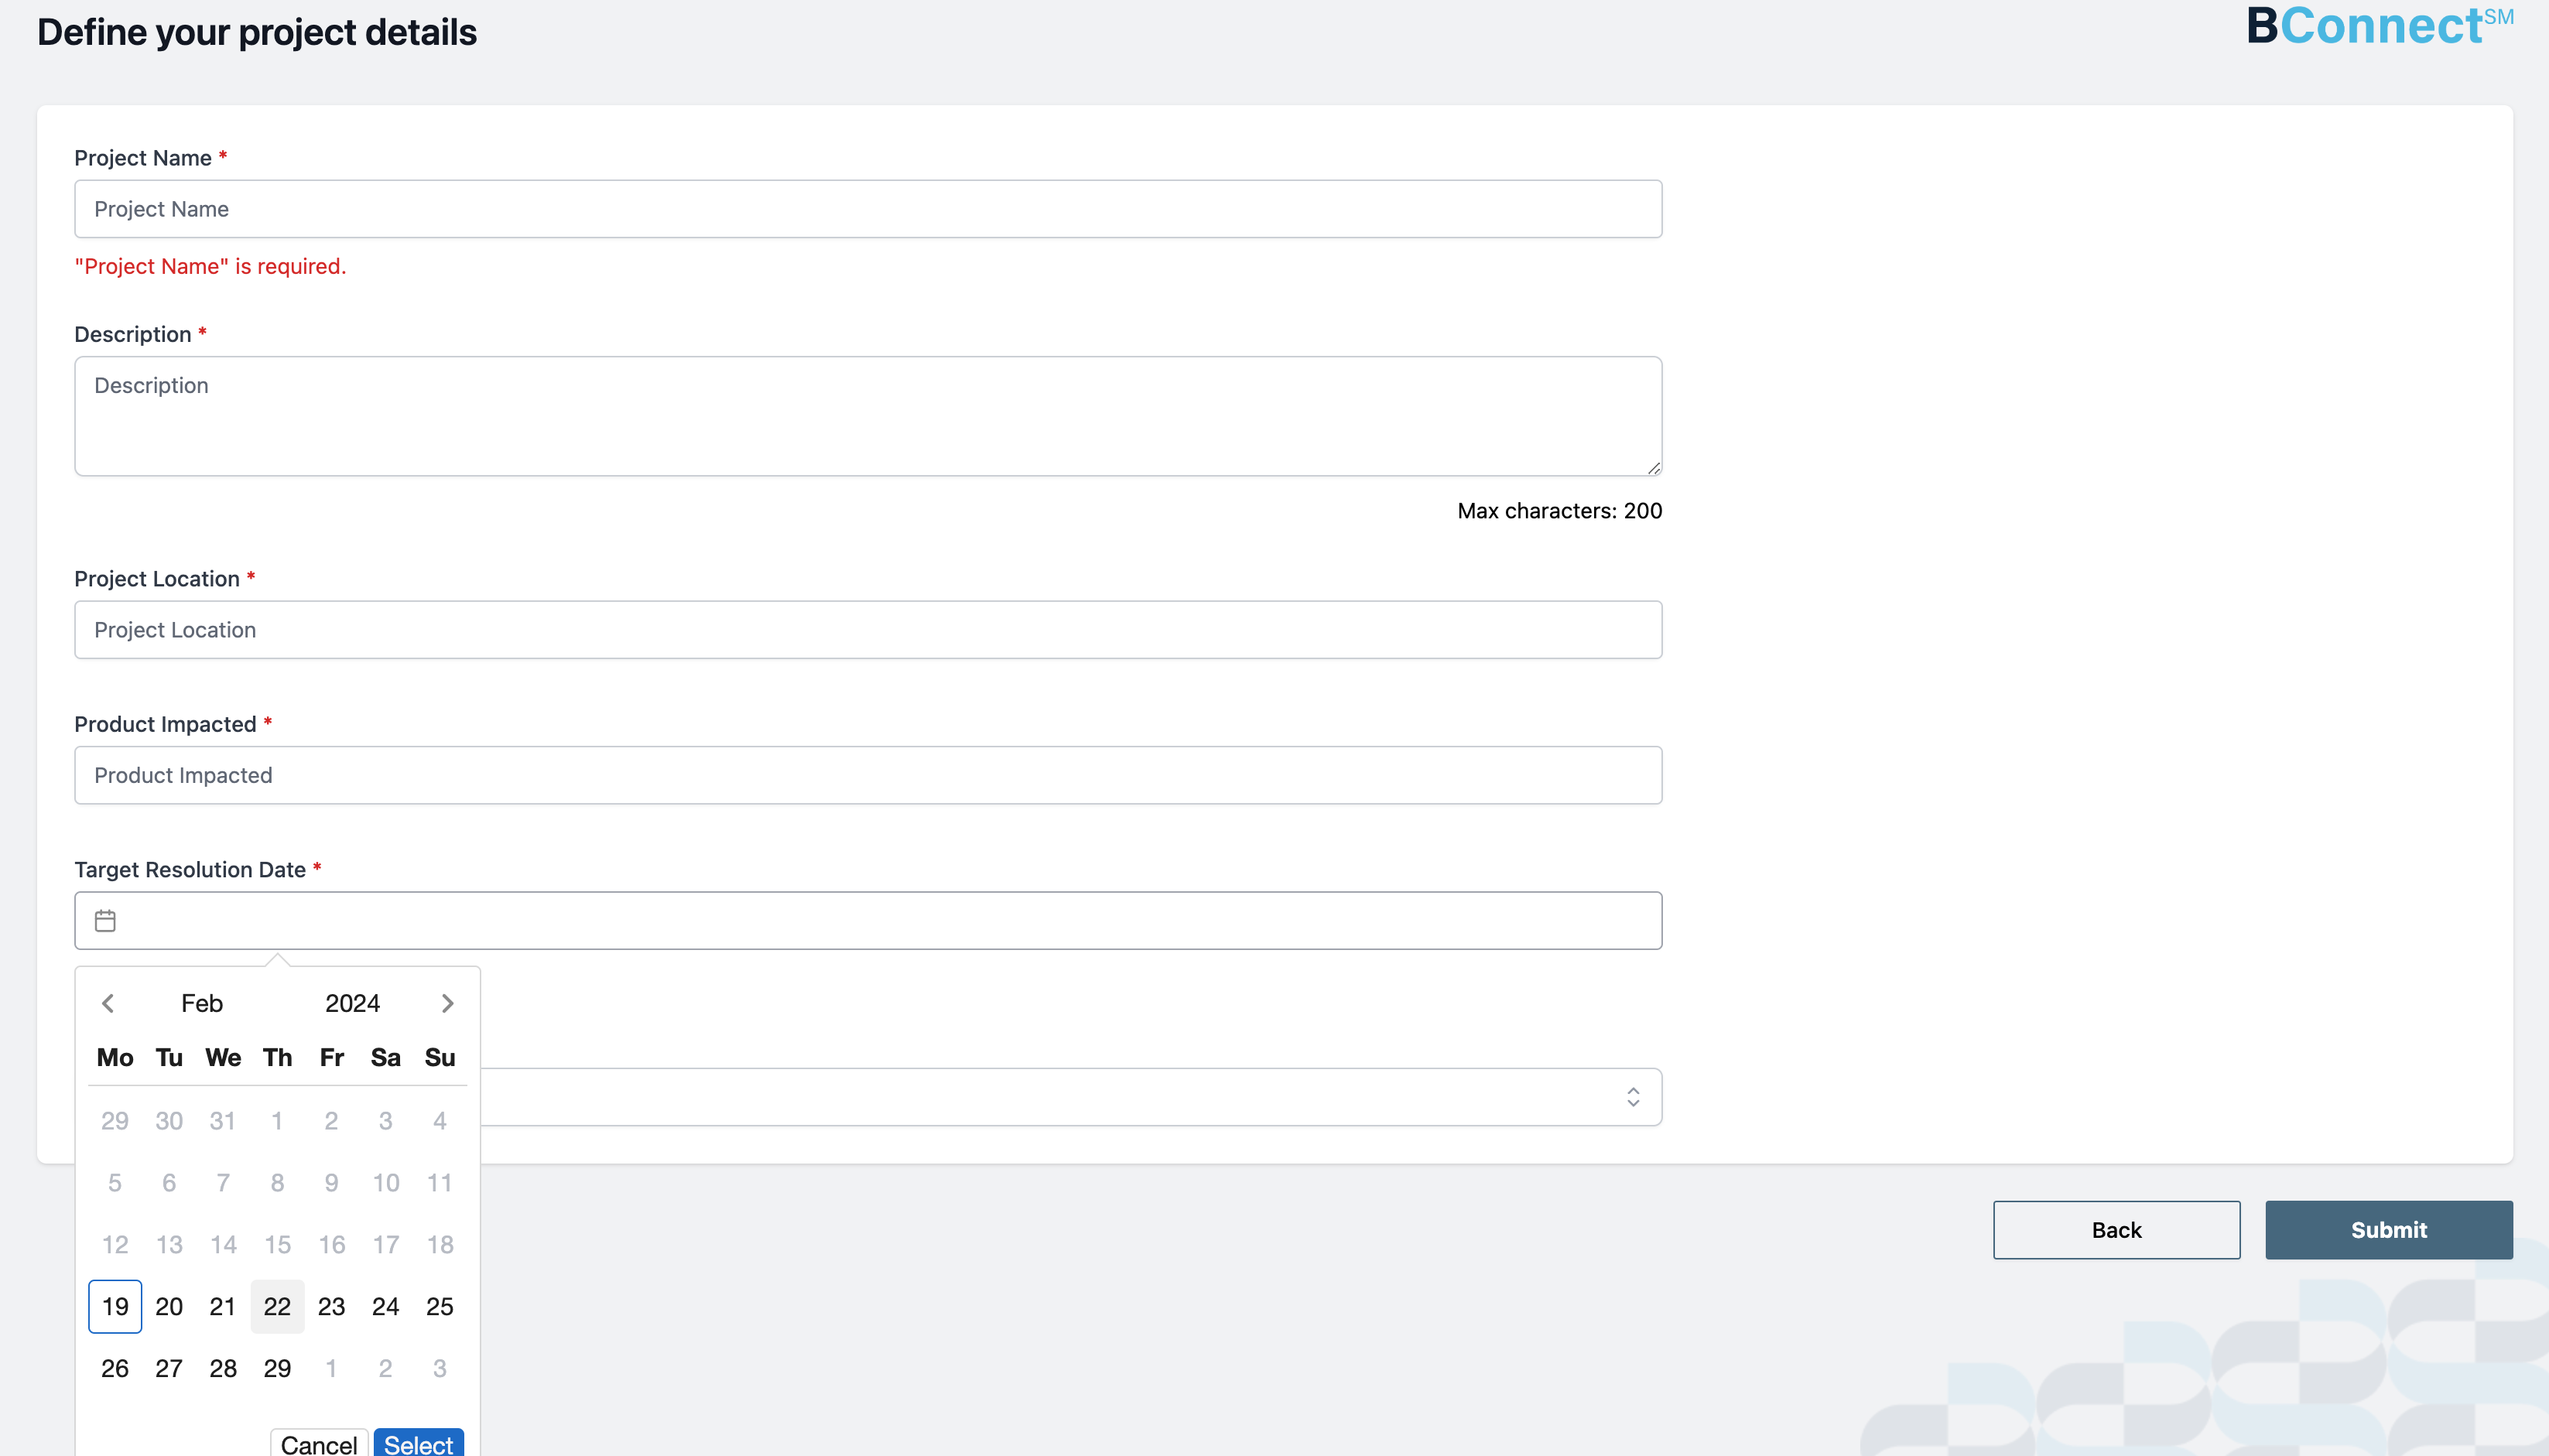 Define your project details
BConnect℠
Project Name *
Project Name
"Project Name" is required.
Description *
Description
Max characters: 200
Project Location *
Project Location
Product Impacted *
Product Impacted
Target Resolution Date *
Feb 2024
Mo Tu We Th Fr Sa Su
29 30 31 1 2 3 4
5 6 7 8 9 10 11
12 13 14 15 16 17 18
19 20 21 22 23 24 25
26 27 28 29 1 2 3
Cancel Select
Back Submit